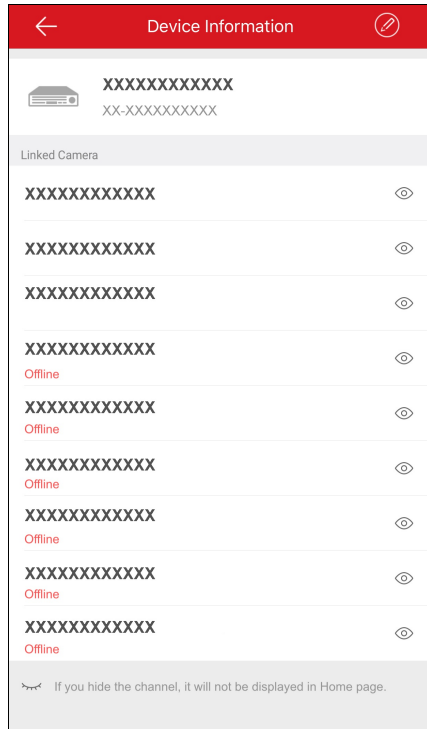 Device Information
XXXXXXXXXXXX
XX-XXXXXXXXXX
Linked Camera
XXXXXXXXXXXX
XXXXXXXXXXXX
XXXXXXXXXXXX
XXXXXXXXXXXX
Offline
XXXXXXXXXXXX
Offline
XXXXXXXXXXXX
Offline
XXXXXXXXXXXX
Offline
XXXXXXXXXXXX
Offline
XXXXXXXXXXXX
Offline
If you hide the channel, it will not be displayed in Home page.